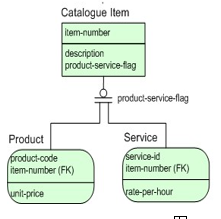 Catalogue Item
item-number
description
product-service-flag
product-service-flag
Product
product-code
item-number (FK)
unit-price
Service
service-id
item-number (FK)
rate-per-hour